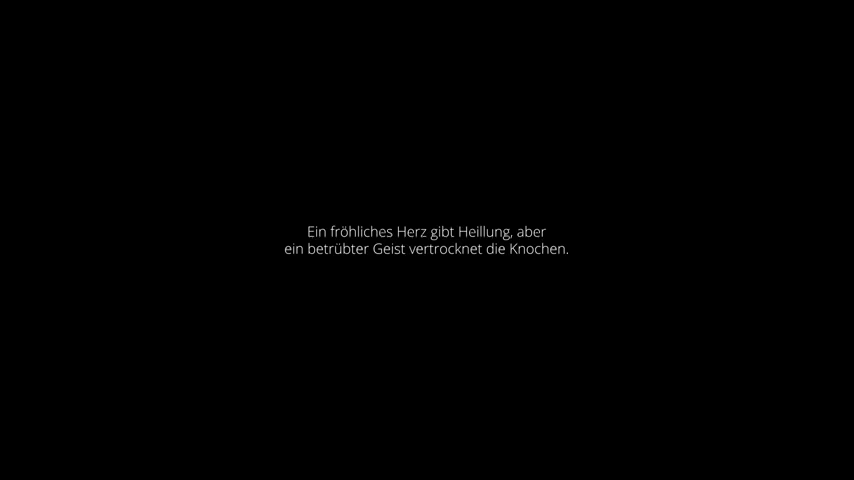 Ein fröhliches Herz gibt Heillung, aber
ein betrübter Geist vertrocknet die Knochen.